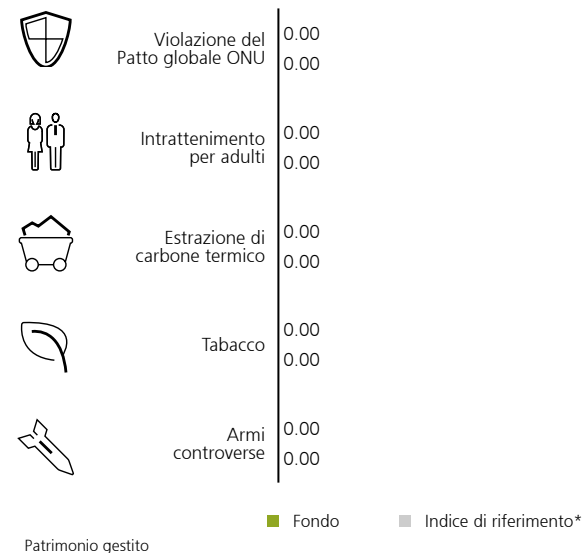 Violazione del
Patto globale ONU
0.00
0.00
Intrattenimento
per adulti
0.00
0.00
Estrazione di
carbone termico
0.00
0.00
Tabacco
0.00
0.00
Armi
controverse
0.00
0.00
Fondo Indice di riferimento*
Patrimonio gestito